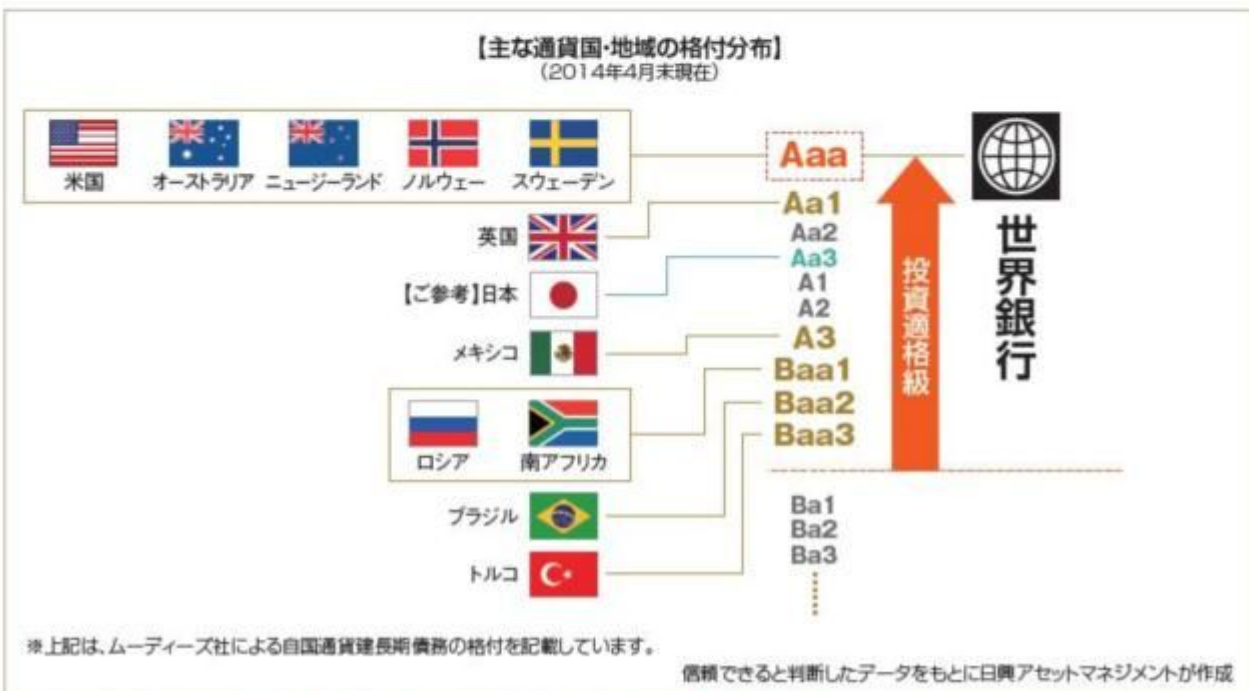 【主な通貨国・地域の格付分布】
（2014年4月末現在）
米国 オーストラリア ニュージーランド ノルウェー スウェーデン
Aaa
Aa1
英国
Aa2
Aa3
【ご参考】日本
A1
A2
メキシコ
A3
Baa1
Baa2
Baa3
ロシア 南アフリカ
ブラジル
トルコ
Ba1
Ba2
Ba3
投資適格級
世界銀行
※上記は、ムーディーズ社による自国通貨建長期債務の格付を記載しています。
信頼できると判断したデータをもとに日興アセットマネジメントが作成